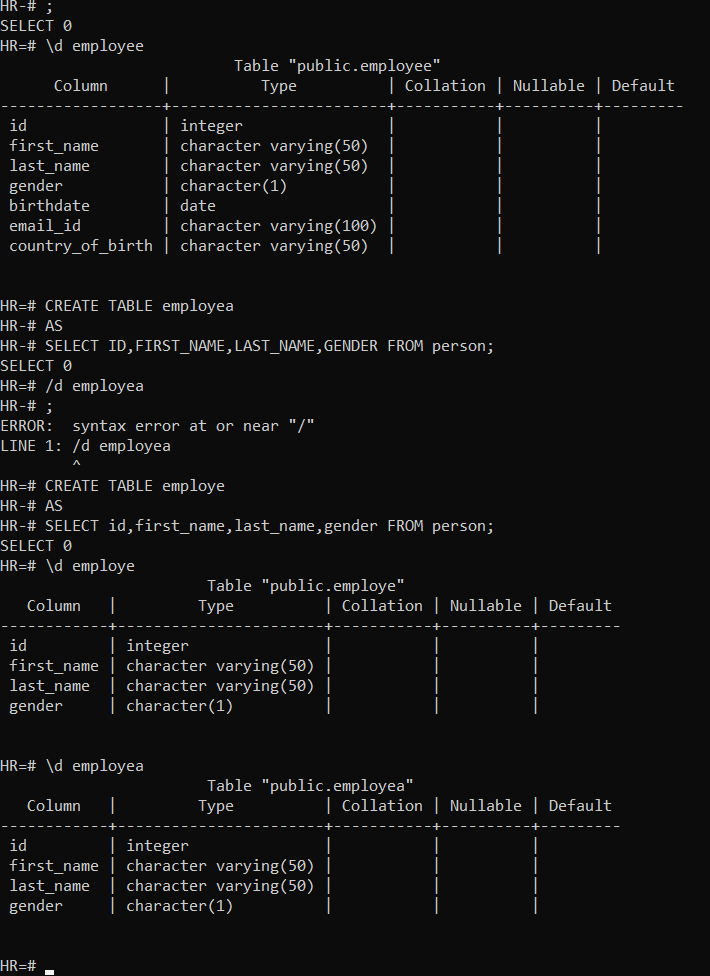 HR-# ;
SELECT 0
HR=# \d employee
                          Table "public.employee"
      Column      |          Type          | Collation | Nullable | Default
------------------+------------------------+-----------+----------+---------
 id               | integer                |           |          |
 first_name       | character varying(50)  |           |          |
 last_name        | character varying(50)  |           |          |
 gender           | character(1)           |           |          |
 birthdate        | date                   |           |          |
 email_id         | character varying(100) |           |          |
 country_of_birth | character varying(50)  |           |          |
HR=# CREATE TABLE employea
HR-# AS
HR-# SELECT ID,FIRST_NAME,LAST_NAME,GENDER FROM person;
SELECT 0
HR=# /d employea
HR-# ;
ERROR:  syntax error at or near "/"
LINE 1: /d employea
        ^
HR=# CREATE TABLE employe
HR-# AS
HR-# SELECT id,first_name,last_name,gender FROM person;
SELECT 0
HR=# \d employe
                       Table "public.employe"
   Column   |         Type          | Collation | Nullable | Default
------------+-----------------------+-----------+----------+---------
 id         | integer               |           |          |
 first_name | character varying(50) |           |          |
 last_name  | character varying(50) |           |          |
 gender     | character(1)          |           |          |
HR=# \d employea
                       Table "public.employea"
   Column   |         Type          | Collation | Nullable | Default
------------+-----------------------+-----------+----------+---------
 id         | integer               |           |          |
 first_name | character varying(50) |           |          |
 last_name  | character varying(50) |           |          |
 gender     | character(1)          |           |          |
HR=#